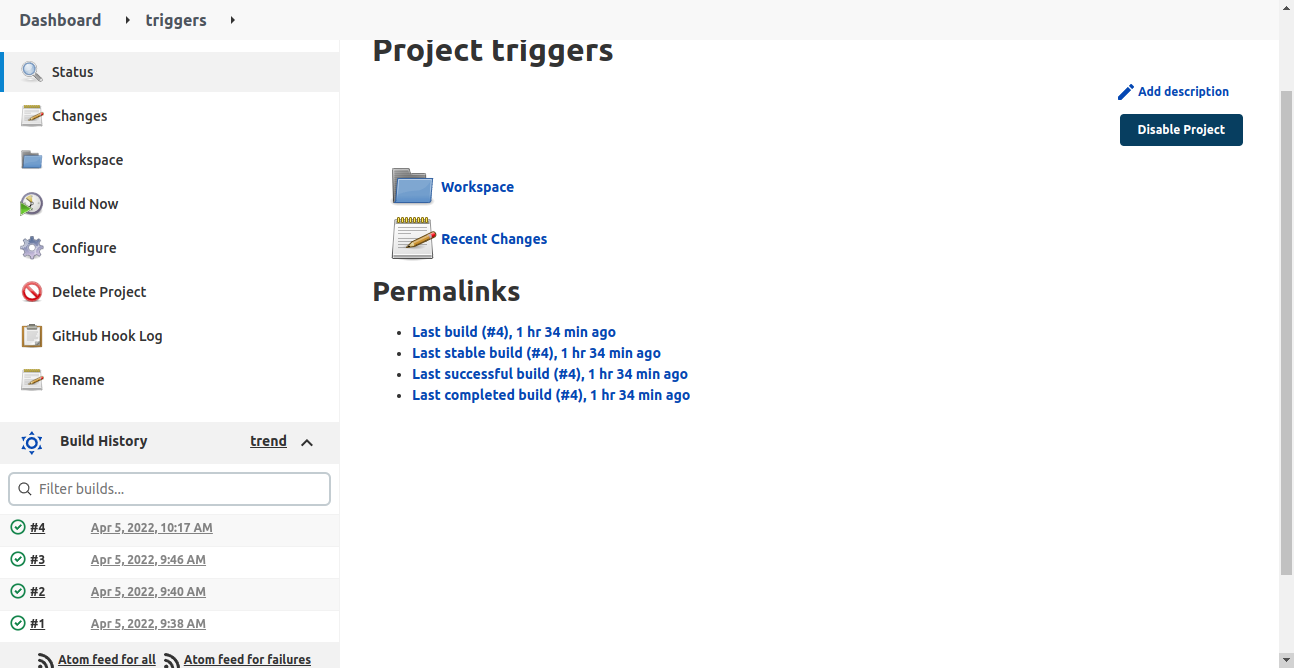 Dashboard triggers
Status
Changes
Workspace
Build Now
Configure
Delete Project
GitHub Hook Log
Rename
Build History trend
Filter builds...
#4 Apr 5, 2022, 10:17 AM
#3 Apr 5, 2022, 9:46 AM
#2 Apr 5, 2022, 9:40 AM
#1 Apr 5, 2022, 9:38 AM
Atom feed for all Atom feed for failures
Project triggers
Add description
Disable Project
Workspace
Recent Changes
Permalinks
Last build (#4), 1 hr 34 min ago
Last stable build (#4), 1 hr 34 min ago
Last successful build (#4), 1 hr 34 min ago
Last completed build (#4), 1 hr 34 min ago